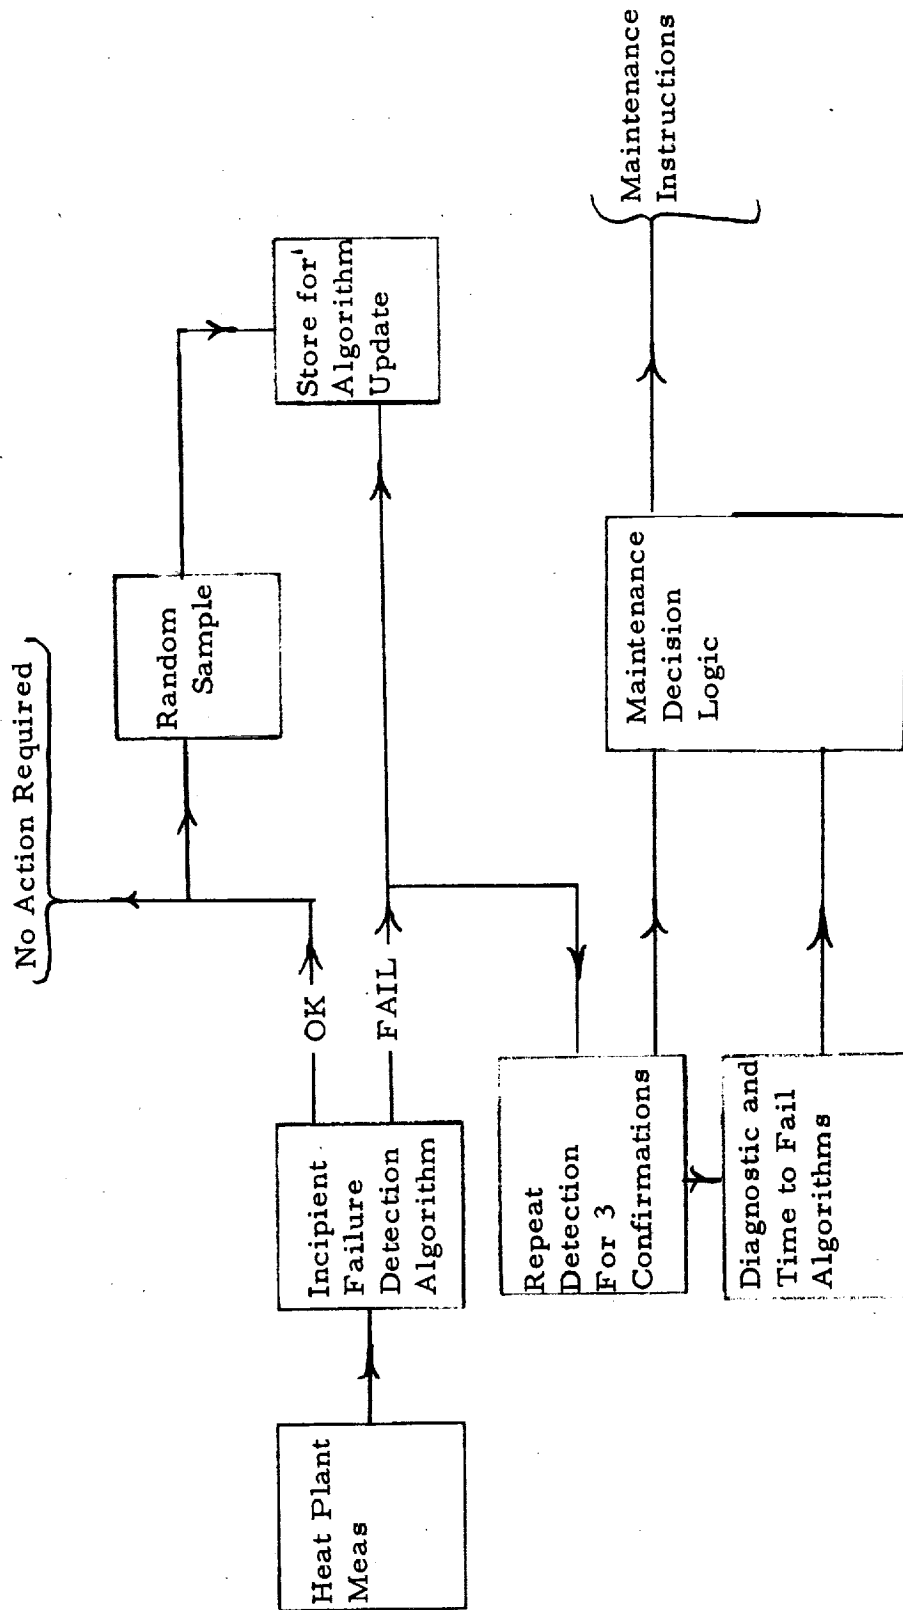 No Action Required
Random
Sample
Store for
Algorithm
Update
OK
FAIL
Heat Plant
Meas
Incipient
Failure
Detection
Algorithm
Repeat
Detection
For 3
Confirmations
Diagnostic and
Time to Fail
Algorithms
Maintenance
Decision
Logic
Maintenance
Instructions